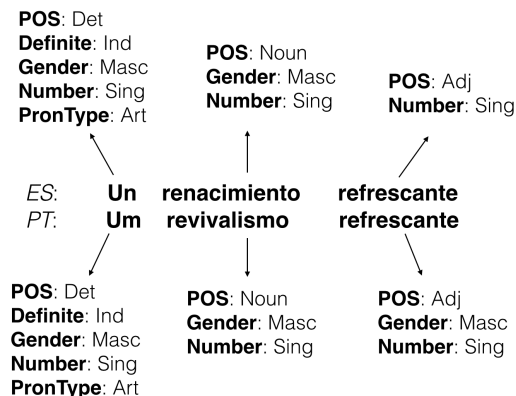 POS: Det
Definite: Ind
Gender: Masc
Number: Sing
PronType: Art
POS: Noun
Gender: Masc
Number: Sing
POS: Adj
Number: Sing
ES: Un renacimiento refrescante
PT: Um revivalismo refrescante
POS: Det
Definite: Ind
Gender: Masc
Number: Sing
PronType: Art
POS: Noun
Gender: Masc
Number: Sing
POS: Adj
Gender: Masc
Number: Sing